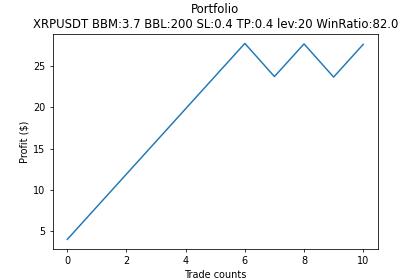 Portfolio
XRPUSDT BBM:3.7 BBL:200 SL:0.4 TP:0.4 lev:20 WinRatio:82.0
25
20
15
10
5
Profit ($)
0 2 4 6 8 10
Trade counts